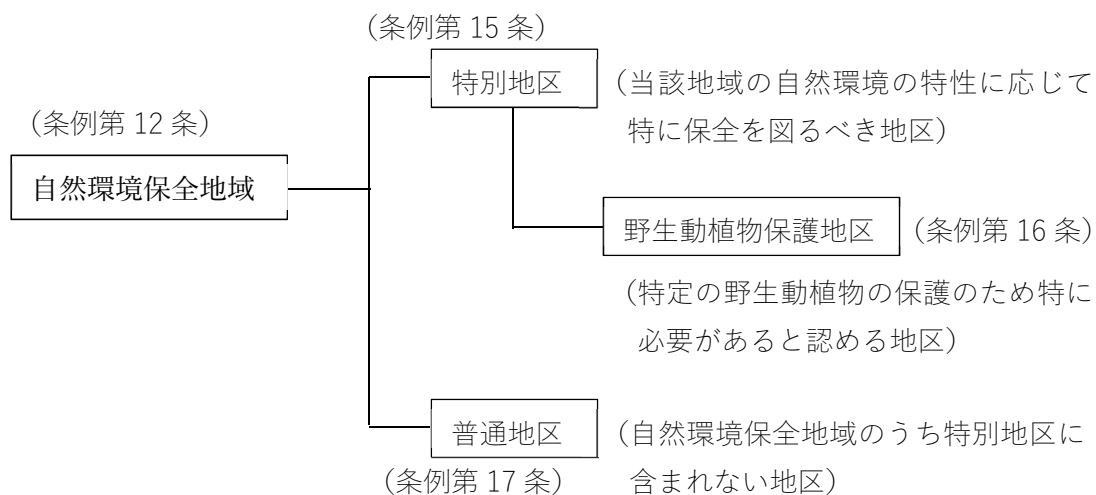 （条例第 15 条）
特別地区
（当該地域の自然環境の特性に応じて
特に保全を図るべき地区）
（条例第 12 条）
自然環境保全地域
野生動植物保護地区
（条例第 16 条）
（特定の野生動植物の保護のため特に
必要があると認める地区）
普通地区
（自然環境保全地域のうち特別地区に
含まれない地区）
（条例第 17 条）